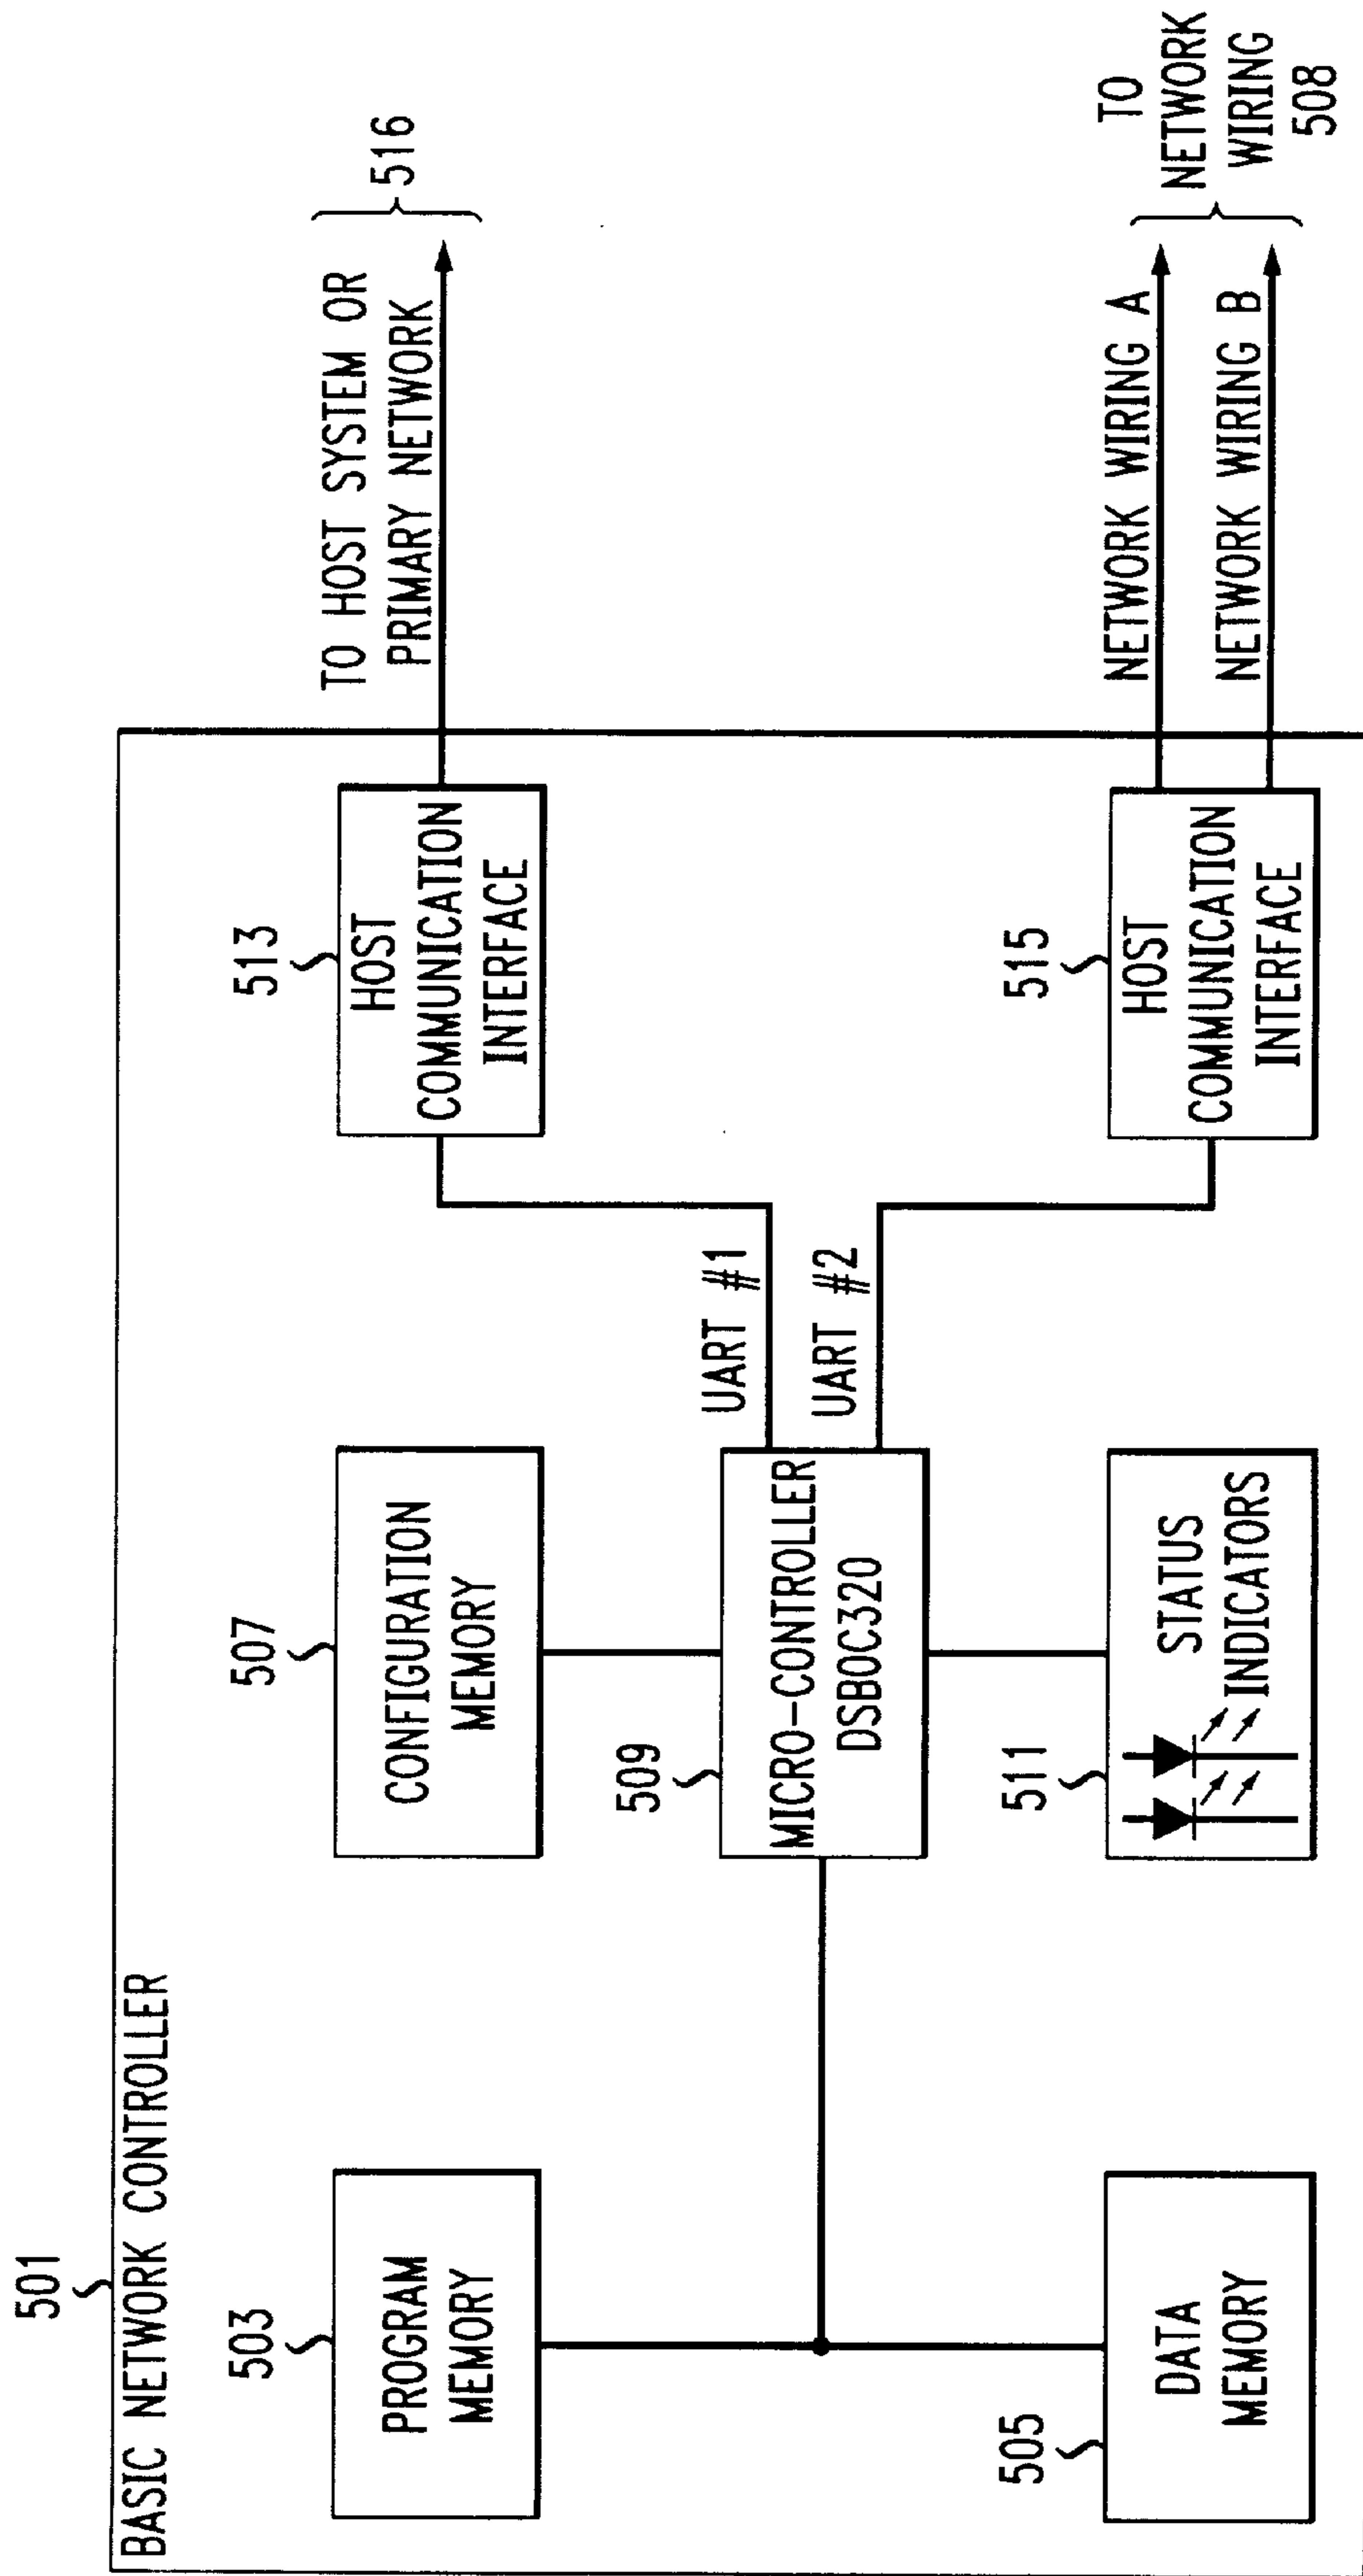 501
BASIC NETWORK CONTROLLER
503
PROGRAM
MEMORY
505
DATA
MEMORY
507
CONFIGURATION
MEMORY
509
MICRO-CONTROLLER
DSB0C320
511
STATUS
INDICATORS
UART #1
UART #2
513
HOST
COMMUNICATION
INTERFACE
515
HOST
COMMUNICATION
INTERFACE
TO HOST SYSTEM OR
PRIMARY NETWORK
516
NETWORK WIRING A
NETWORK WIRING B
TO
NETWORK
WIRING
508